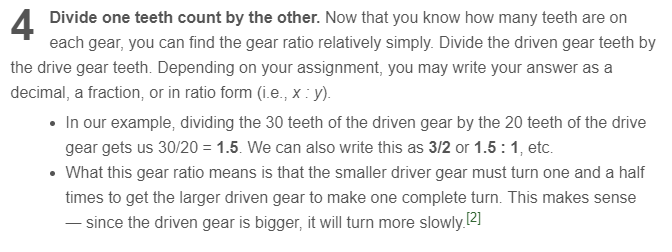 4 Divide one teeth count by the other. Now that you know how many teeth are on
each gear, you can find the gear ratio relatively simply. Divide the driven gear teeth by
the drive gear teeth. Depending on your assignment, you may write your answer as a
decimal, a fraction, or in ratio form (i.e., x : y).
• In our example, dividing the 30 teeth of the driven gear by the 20 teeth of the drive
gear gets us 30/20 = 1.5. We can also write this as 3/2 or 1.5 : 1, etc.
• What this gear ratio means is that the smaller driver gear must turn one and a half
times to get the larger driven gear to make one complete turn. This makes sense
— since the driven gear is bigger, it will turn more slowly.[2]